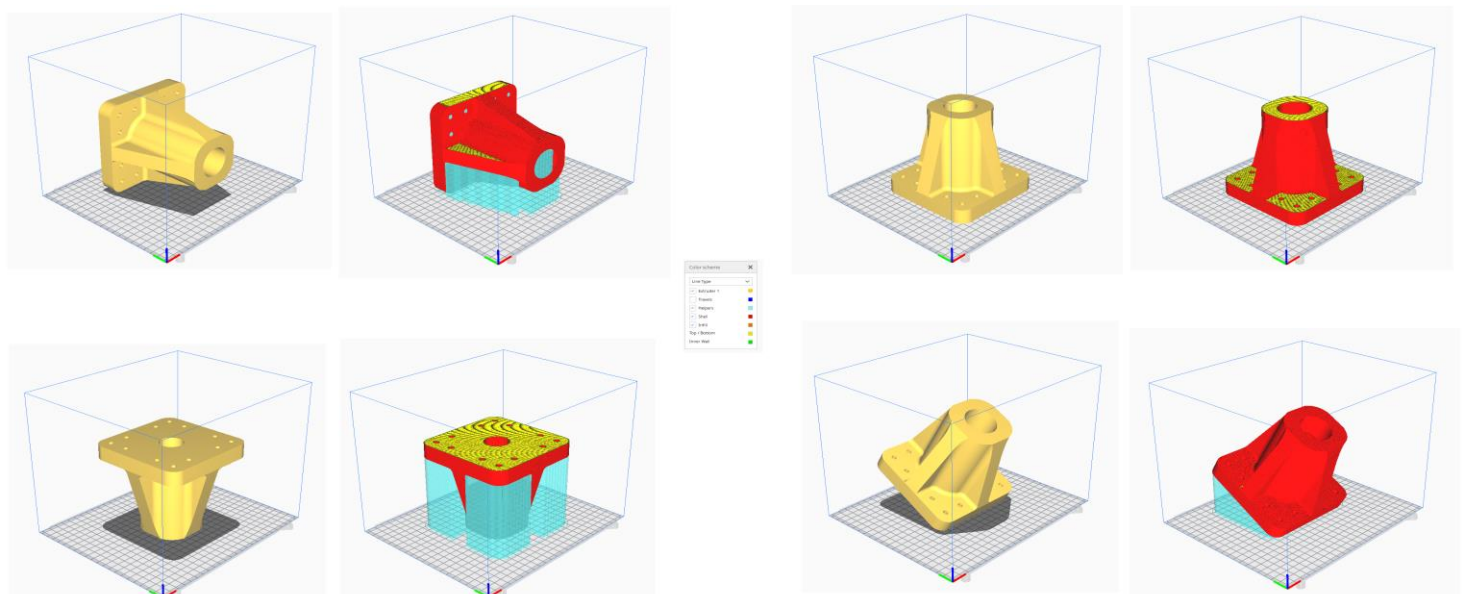 Color scheme
Line Type
Extruder 1
Travels
Helpers
Shell
Infill
Top / Bottom
Inner Wall